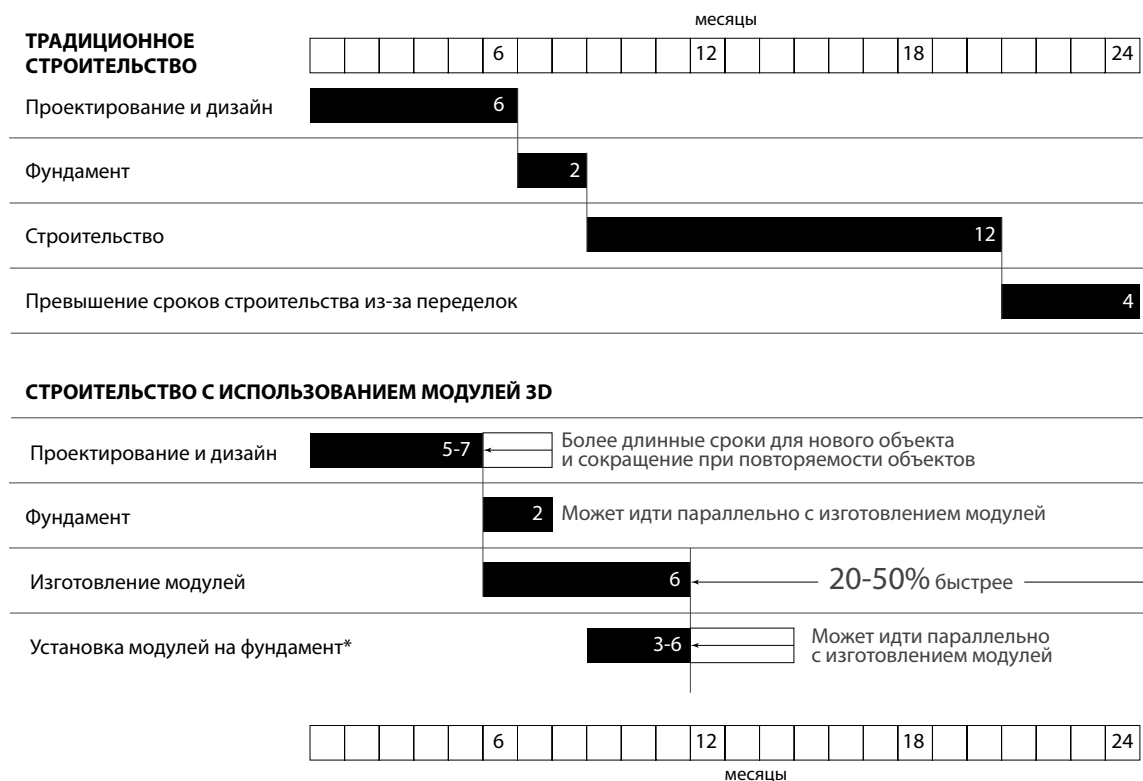 месяцы
ТРАДИЦИОННОЕ
СТРОИТЕЛЬСТВО
6 12 18 24
Проектирование и дизайн 6
Фундамент 2
Строительство 12
Превышение сроков строительства из-за переделок 4
СТРОИТЕЛЬСТВО С ИСПОЛЬЗОВАНИЕМ МОДУЛЕЙ 3D
Проектирование и дизайн 5-7
Более длинные сроки для нового объекта
и сокращение при повторяемости объектов
Фундамент 2 Может идти параллельно с изготовлением модулей
Изготовление модулей 6 20-50% быстрее
Установка модулей на фундамент* 3-6
Может идти параллельно
с изготовлением модулей
6 12 18 24
месяцы